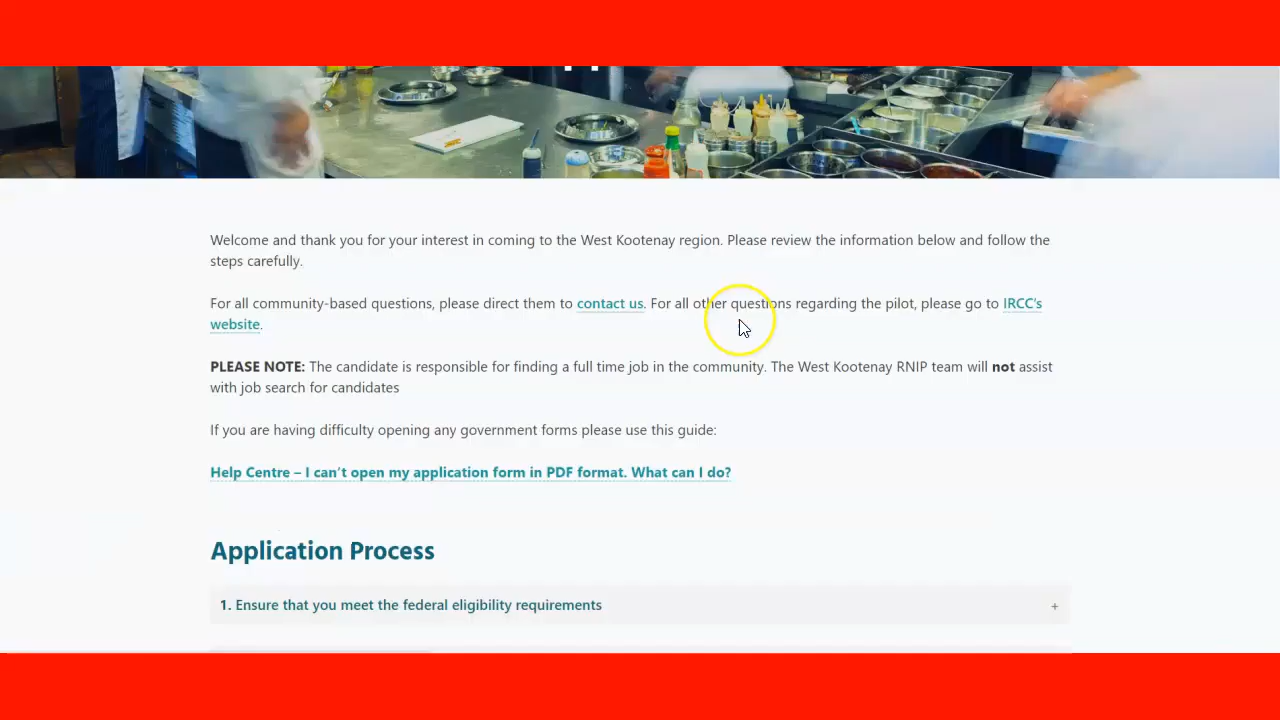 Welcome and thank you for your interest in coming to the West Kootenay region. Please review the information below and follow the
steps carefully.
For all community-based questions, please direct them to contact us. For all other questions regarding the pilot, please go to IRCC's
website.
PLEASE NOTE: The candidate is responsible for finding a full time job in the community. The West Kootenay RNIP team will not assist
with job search for candidates
If you are having difficulty opening any government forms please use this guide:
Help Centre – I can't open my application form in PDF format. What can I do?
Application Process
1. Ensure that you meet the federal eligibility requirements +